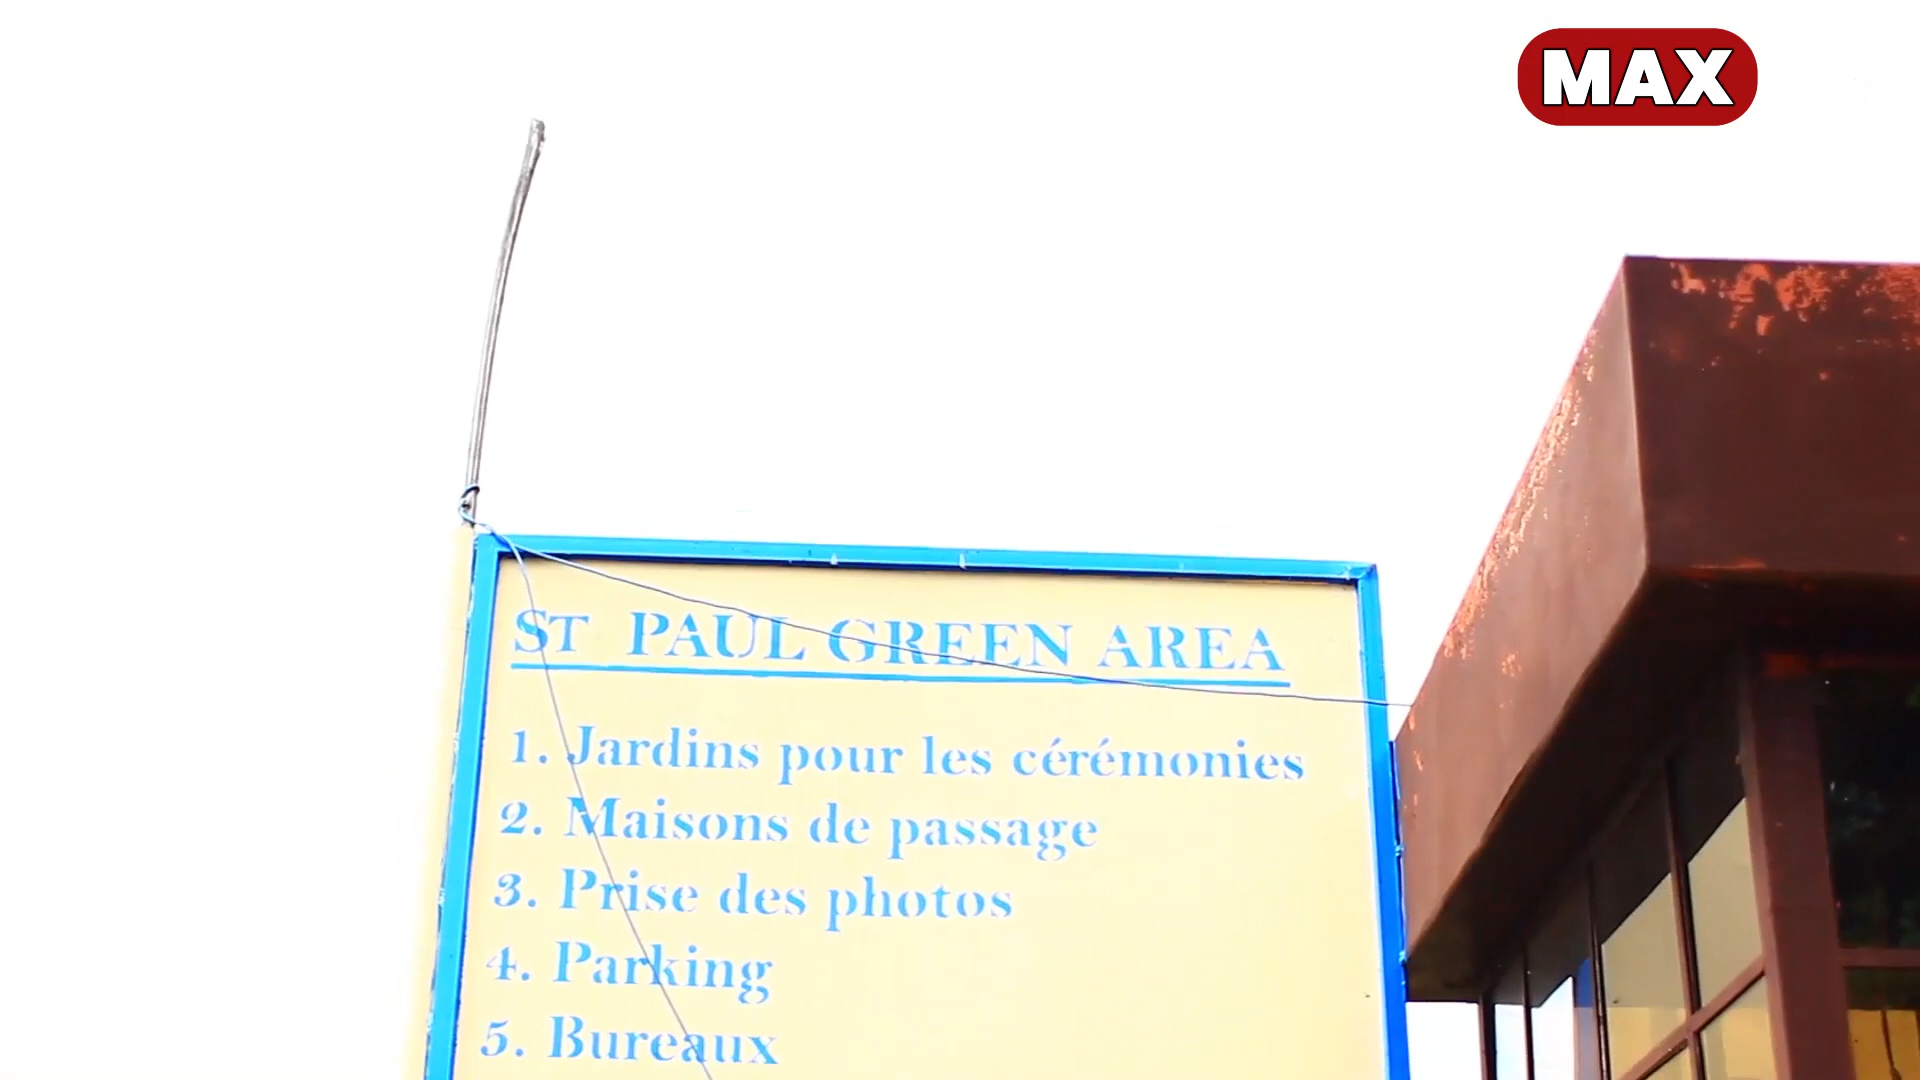 MAX
ST PAUL GREEN AREA
1. Jardins pour les cérémonies
2. Maisons de passage
3. Prise des photos
4. Parking
5. Bureaux